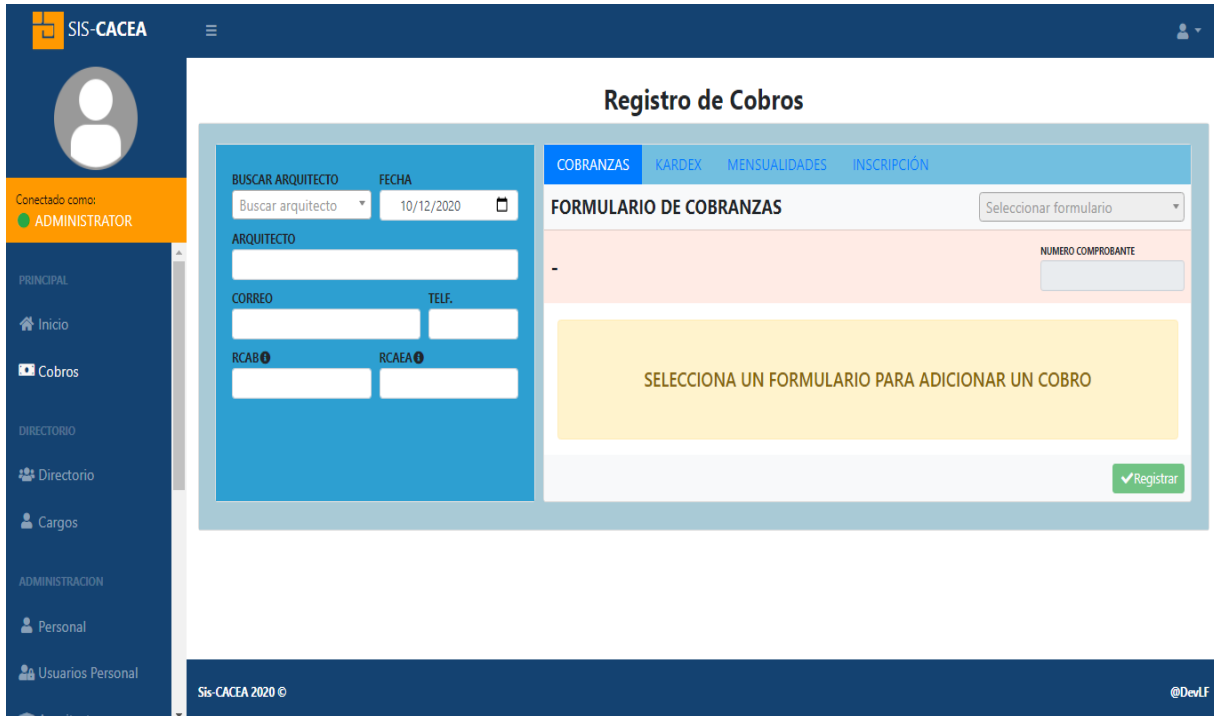 SIS-CACEA
Conectado como:
ADMINISTRATOR
PRINCIPAL
Inicio
Cobros
DIRECTORIO
Directorio
Cargos
ADMINISTRACION
Personal
Usuarios Personal
Registro de Cobros
BUSCAR ARQUITECTO FECHA
Buscar arquitecto 10/12/2020
ARQUITECTO
CORREO TELF.
RCAB RCAEA
COBRANZAS KARDEX MENSUALIDADES INSCRIPCIÓN
FORMULARIO DE COBRANZAS Seleccionar formulario
NUMERO COMPROBANTE
-
SELECCIONA UN FORMULARIO PARA ADICIONAR UN COBRO
Registrar
Sis-CACEA 2020 © @DevLF